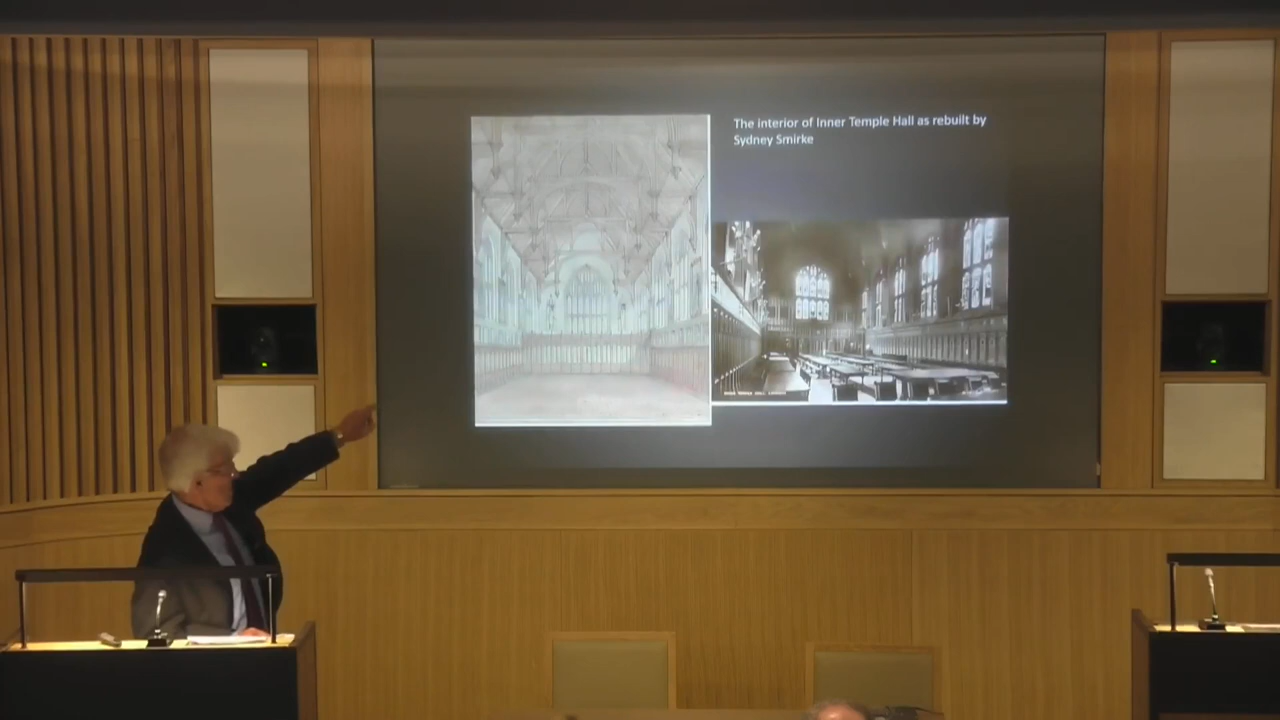 The interior of Inner Temple Hall as rebuilt by
Sydney Smirke